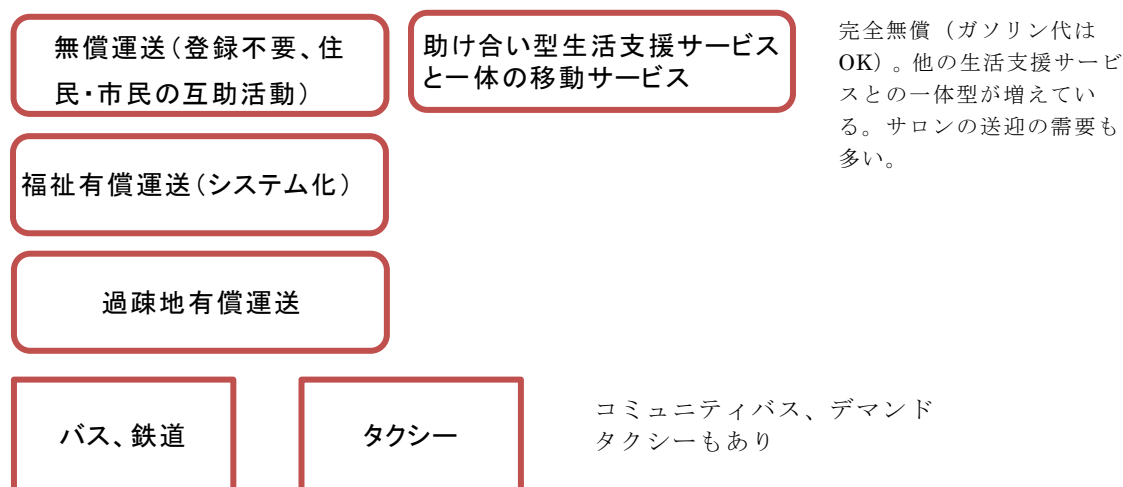 無償運送(登録不要、住
民・市民の互助活動)
助け合い型生活支援サービス
と一体の移動サービス
完全無償（ガソリン代は
OK）。他の生活支援サービ
スとの一体型が増えてい
る。サロンの送迎の需要も
多い。
福祉有償運送(システム化)
過疎地有償運送
バス、鉄道
タクシー
コミュニティバス、デマンド
タクシーもあり